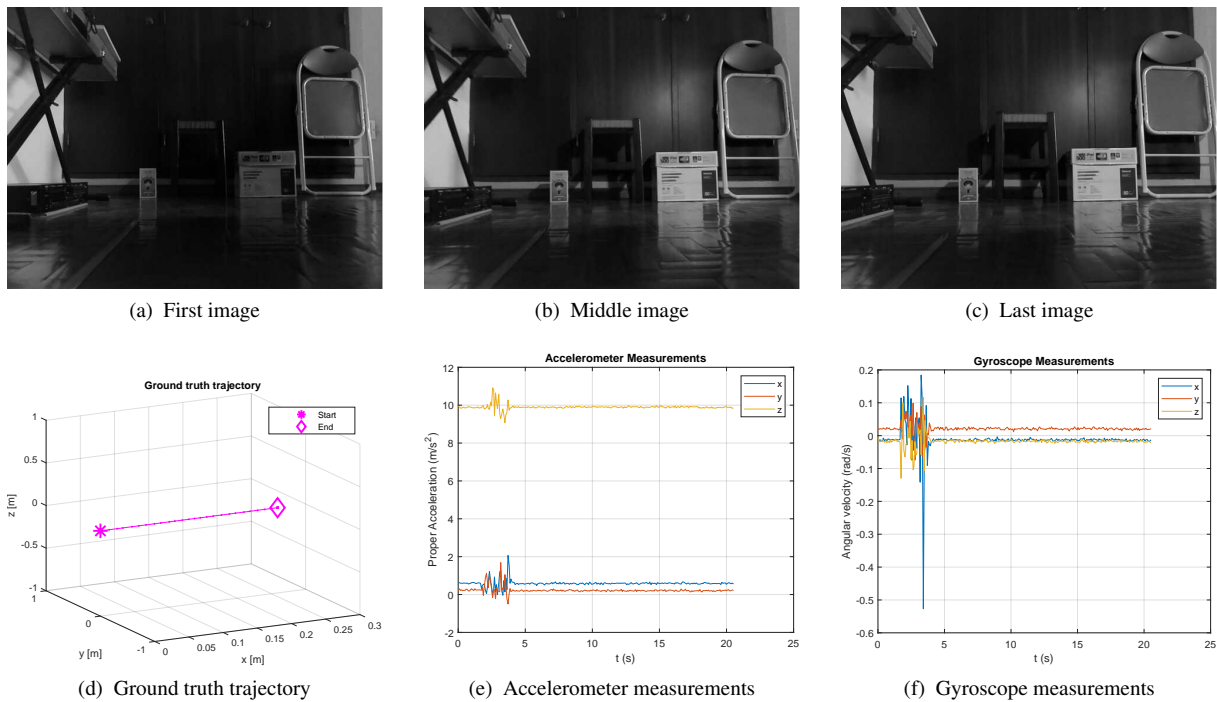 (a) First image
(b) Middle image
(c) Last image
Ground truth trajectory
Start
End
1
0.5
0
-0.5
-1
z [m]
1
0
-1
y [m]
0
0.05
0.1
0.15
0.2
0.25
0.3
x [m]
(d) Ground truth trajectory
Accelerometer Measurements
12
10
8
6
4
2
0
-2
Proper Acceleration (m/s²)
x
y
z
0
5
10
15
20
25
t (s)
(e) Accelerometer measurements
Gyroscope Measurements
0.2
0.1
0
-0.1
-0.2
-0.3
-0.4
-0.5
-0.6
Angular velocity (rad/s)
x
y
z
0
5
10
15
20
25
t (s)
(f) Gyroscope measurements